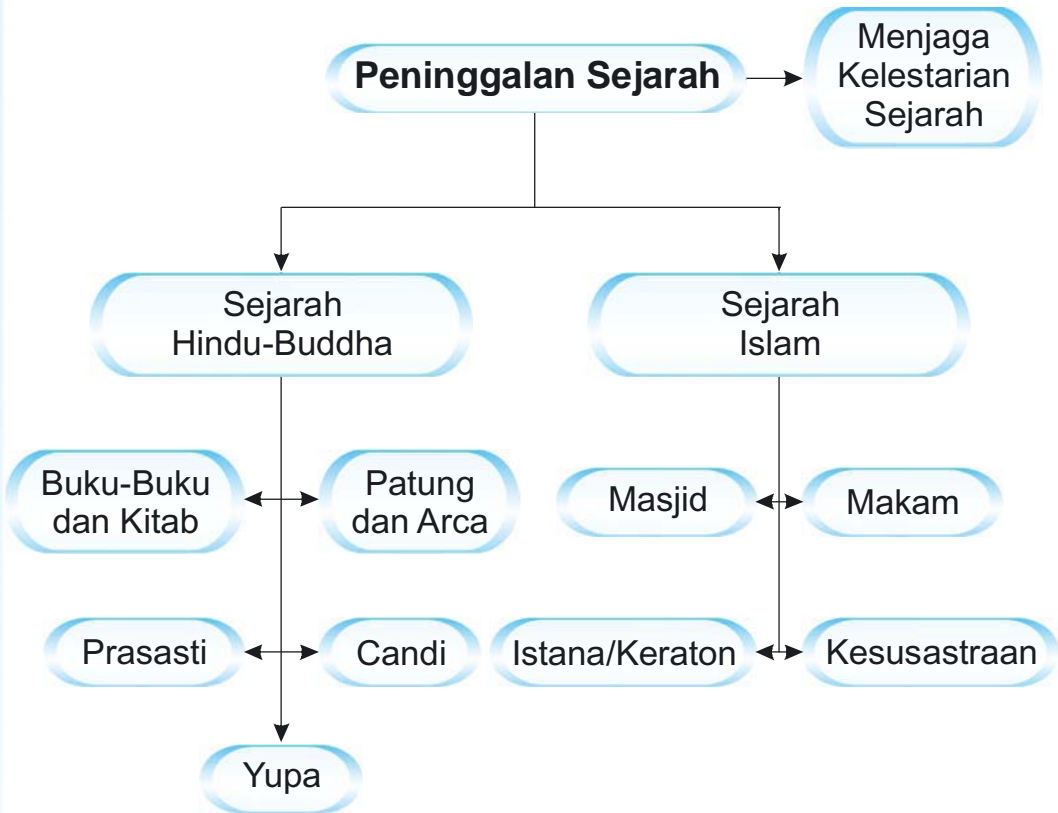 Peninggalan Sejarah
Menjaga
Kelestarian
Sejarah
Sejarah
Hindu-Buddha
Sejarah
Islam
Buku-Buku
dan Kitab
Patung
dan Arca
Masjid
Makam
Prasasti
Candi
Istana/Keraton
Kesusastraan
Yupa